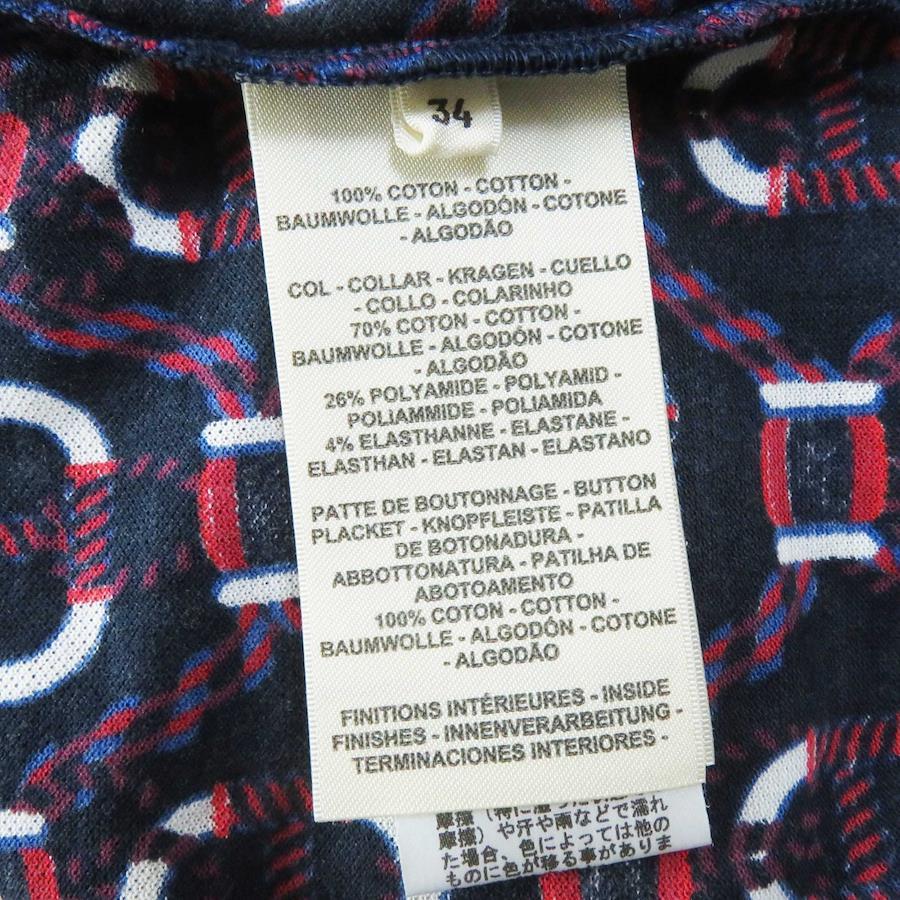 34
100% COTON - COTTON -
BAUMWOLLE - ALGODÓN - COTONE
- ALGODÃO
COL - COLLAR - KRAGEN - CUELLO
- COLLO - COLARINHO
70% COTON - COTTON -
BAUMWOLLE - ALGODÓN - COTONE
- ALGODÃO
26% POLYAMIDE - POLYAMID -
POLIAMMIDE - POLIAMIDA
4% ELASTHANNE - ELASTANE -
ELASTHAN - ELASTAN - ELASTANO
PATTE DE BOUTONNAGE - BUTTON
PLACKET - KNOPFLEISTE - PATILLA
DE BOTONADURA -
ABBOTTONATURA - PATILHA DE
ABOTOAMENTO
100% COTON - COTTON -
BAUMWOLLE - ALGODÓN - COTONE
- ALGODÃO
FINITIONS INTÉRIEURES - INSIDE
FINISHES - INNENVERARBEITUNG -
TERMINACIONES INTERIORES -
摩擦）や汗や雨などで濡れ
た場合、色によっては他の
ものに色が移る事がありま